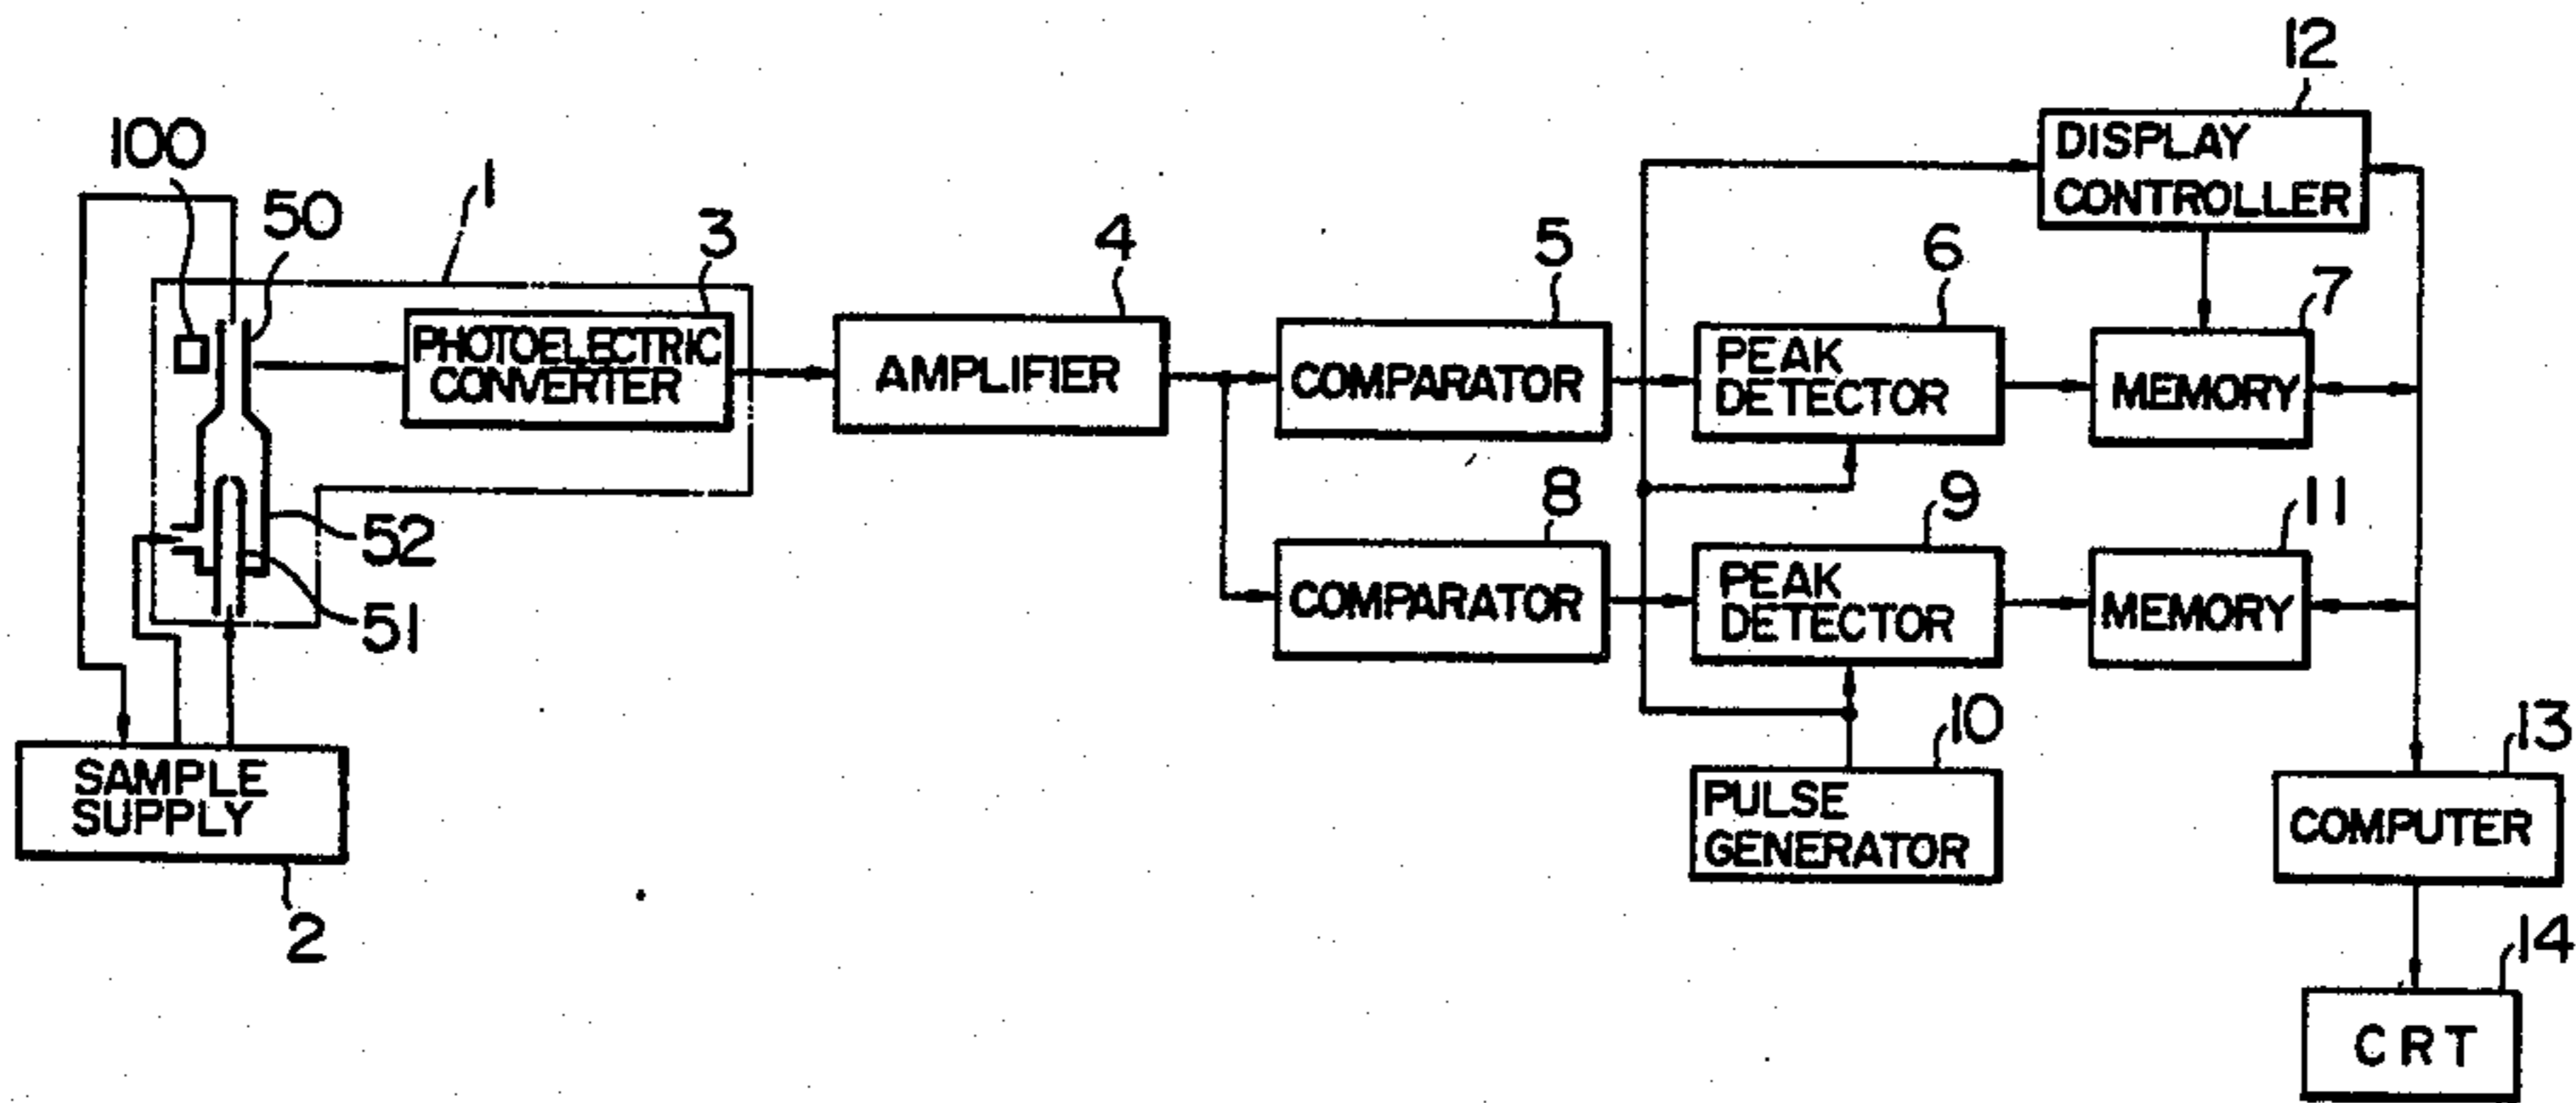 12
DISPLAY
CONTROLLER
100
1
50
3
PHOTOELECTRIC
CONVERTER
4
AMPLIFIER
5
COMPARATOR
6
PEAK
DETECTOR
7
MEMORY
52
51
8
COMPARATOR
9
PEAK
DETECTOR
11
MEMORY
SAMPLE
SUPPLY
2
10
PULSE
GENERATOR
13
COMPUTER
14
CRT